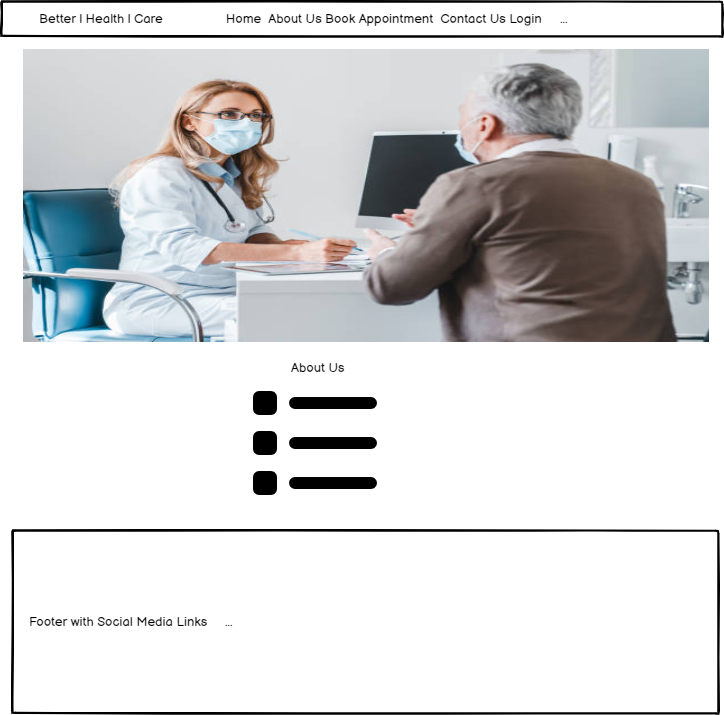 Better | Health | Care Home About Us Book Appointment Contact Us Login ...
About Us
Footer with Social Media Links ...